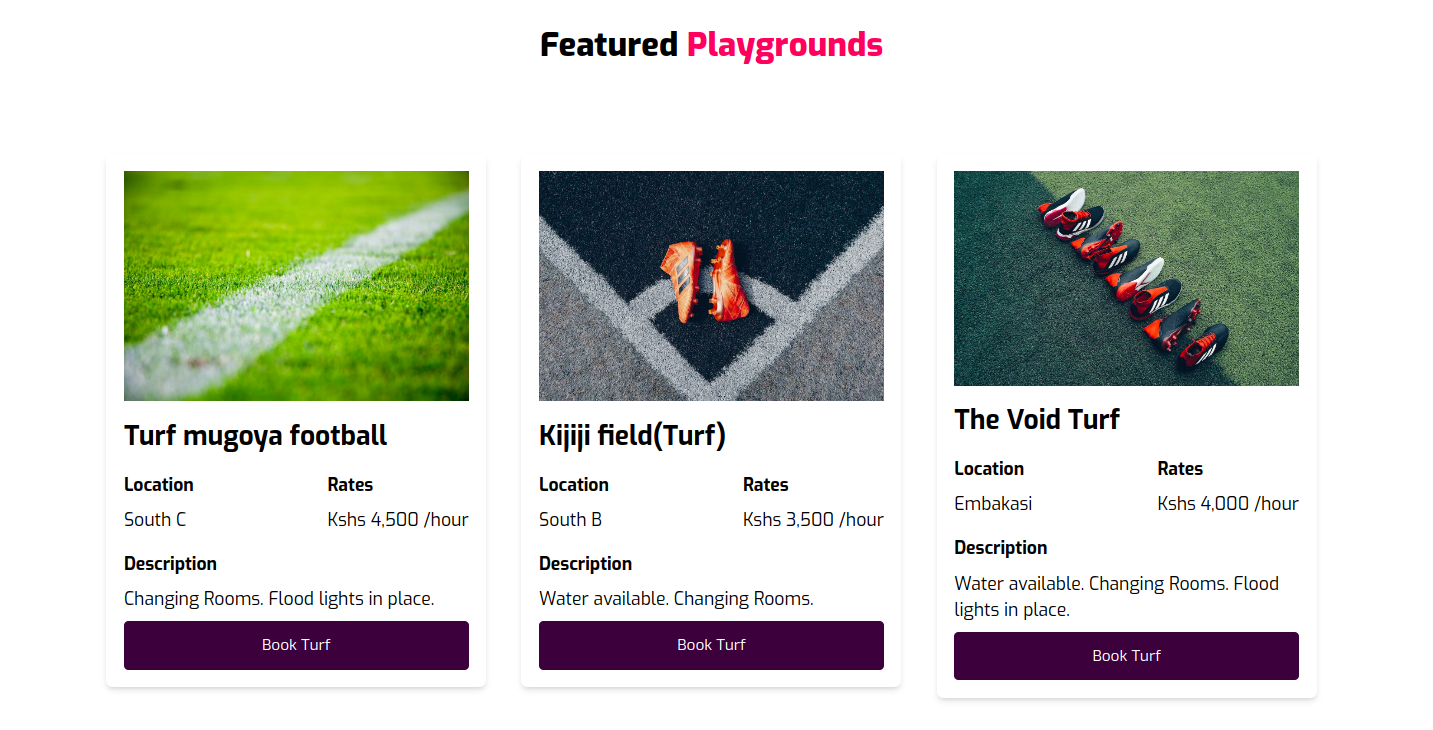 Featured Playgrounds
Turf mugoya football
Location Rates
South C Kshs 4,500 /hour
Description
Changing Rooms. Flood lights in place.
Book Turf
Kijiji field(Turf)
Location Rates
South B Kshs 3,500 /hour
Description
Water available. Changing Rooms.
Book Turf
The Void Turf
Location Rates
Embakasi Kshs 4,000 /hour
Description
Water available. Changing Rooms. Flood
lights in place.
Book Turf